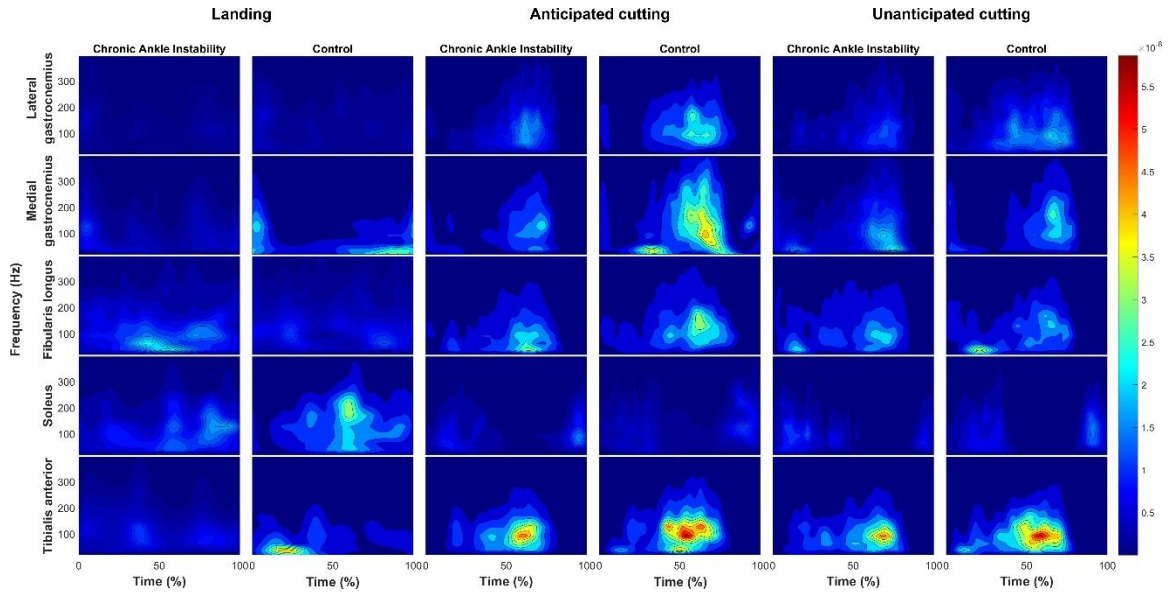 Landing
Anticipated cutting
Unanticipated cutting
Chronic Ankle Instability
Control
Chronic Ankle Instability
Control
Chronic Ankle Instability
Control
×10⁻⁶
Frequency (Hz)
Lateral
gastrocnemius
300
200
100
Medial
gastrocnemius
300
200
100
Fibularis longus
300
200
100
Soleus
300
200
100
Tibialis anterior
300
200
100
0
50
100
0
50
100
0
50
100
0
50
100
0
50
100
0
50
100
Time (%)
Time (%)
Time (%)
Time (%)
Time (%)
Time (%)
5.5
5
4.5
4
3.5
3
2.5
2
1.5
1
0.5